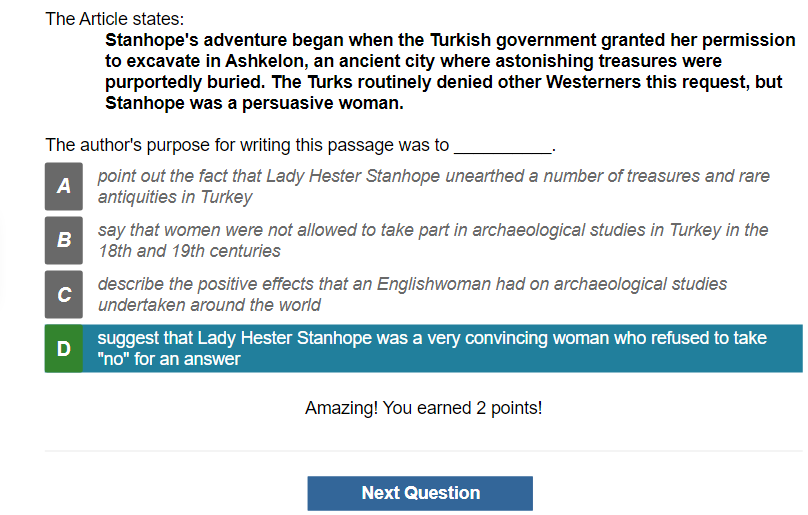 The Article states:
Stanhope's adventure began when the Turkish government granted her permission
to excavate in Ashkelon, an ancient city where astonishing treasures were
purportedly buried. The Turks routinely denied other Westerners this request, but
Stanhope was a persuasive woman.
The author's purpose for writing this passage was to __________.
A
point out the fact that Lady Hester Stanhope unearthed a number of treasures and rare
antiquities in Turkey
B
say that women were not allowed to take part in archaeological studies in Turkey in the
18th and 19th centuries
C
describe the positive effects that an Englishwoman had on archaeological studies
undertaken around the world
D
suggest that Lady Hester Stanhope was a very convincing woman who refused to take
"no" for an answer
Amazing! You earned 2 points!
Next Question